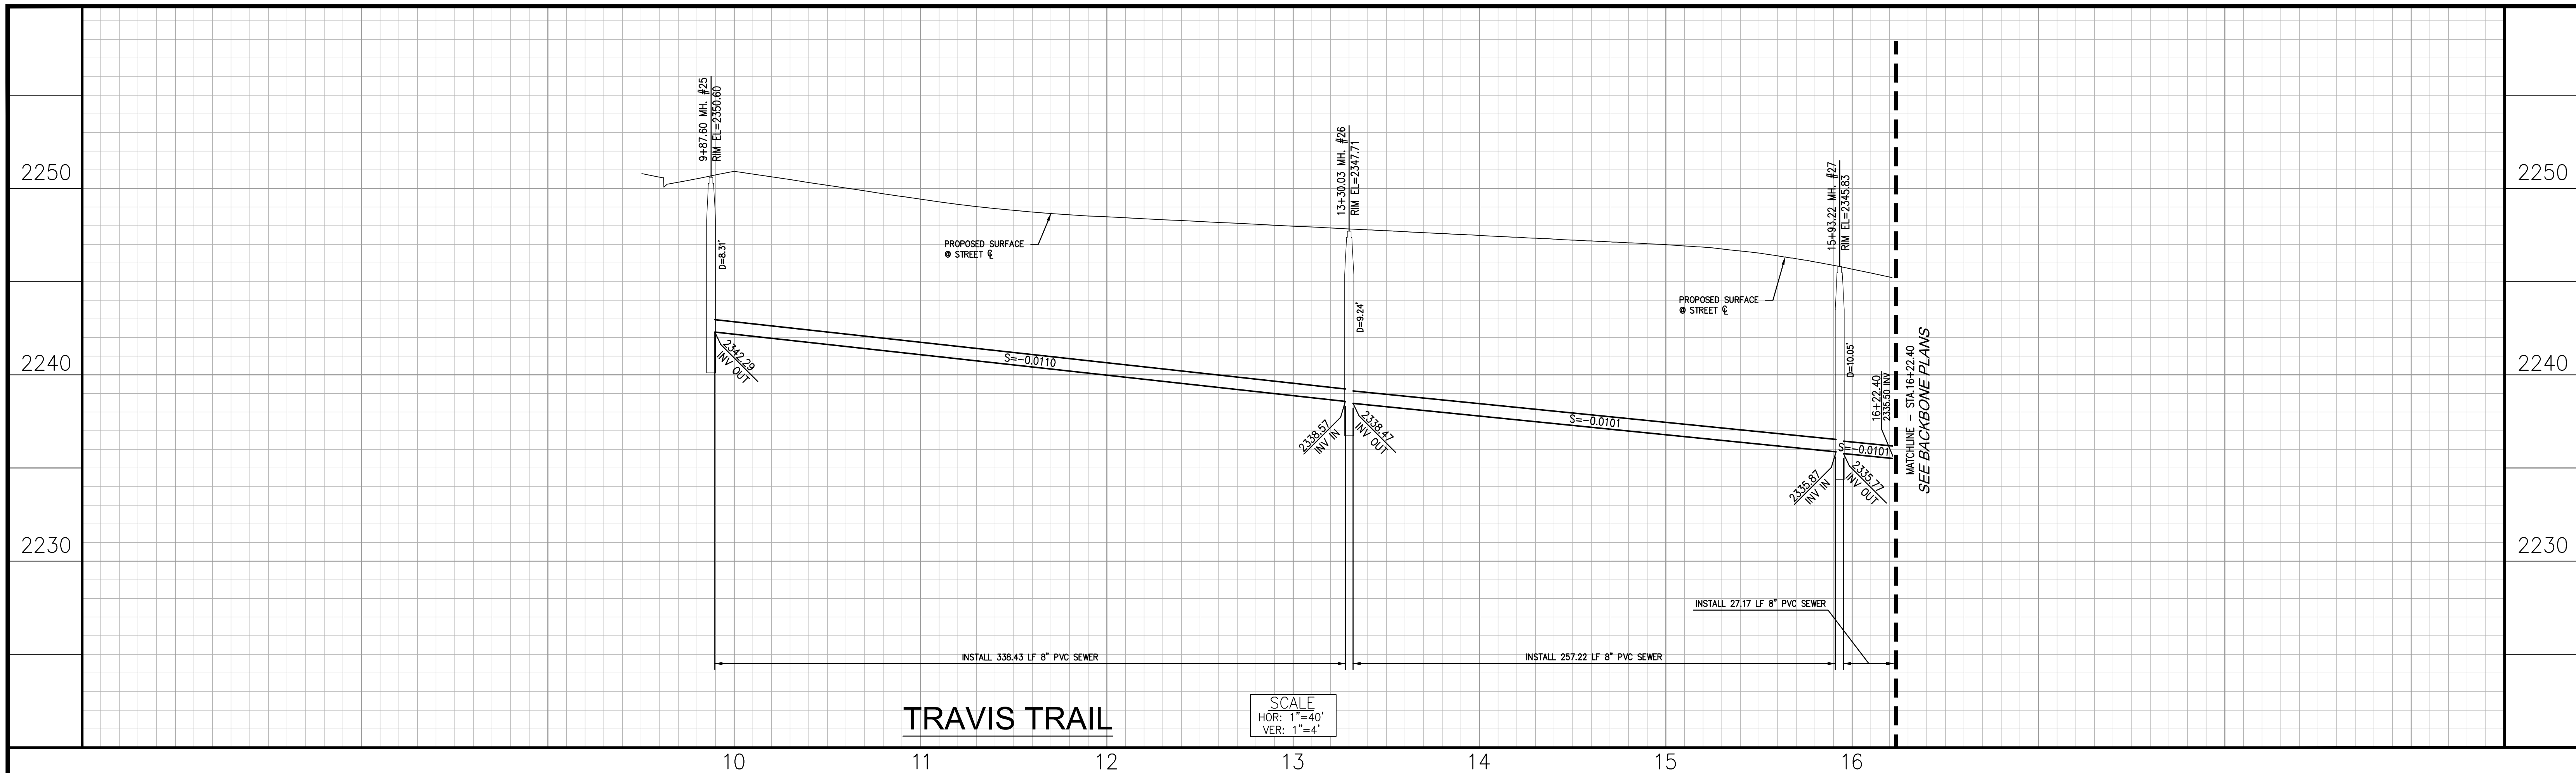 9+87.60 MH. #25
RIM EL=2350.60
13+30.03 MH. #26
RIM EL=2347.71
15+93.22 MH. #27
RIM EL=2345.83
2250
2250
D=8.31'
PROPOSED SURFACE
@ STREET ℄
D=9.24'
PROPOSED SURFACE
@ STREET ℄
D=10.05'
2240
2240
2342.29
INV OUT
S=-0.0110
2338.57
INV IN
2338.47
INV OUT
S=-0.0101
2335.87
INV IN
2335.77
INV OUT
S=-0.0101
16+22.40
2335.50 INV
MATCHLINE - STA.16+22.40
SEE BACKBONE PLANS
2230
2230
INSTALL 27.17 LF 8" PVC SEWER
INSTALL 338.43 LF 8" PVC SEWER
INSTALL 257.22 LF 8" PVC SEWER
TRAVIS TRAIL
SCALE
HOR: 1"=40'
VER: 1"=4'
10 11 12 13 14 15 16